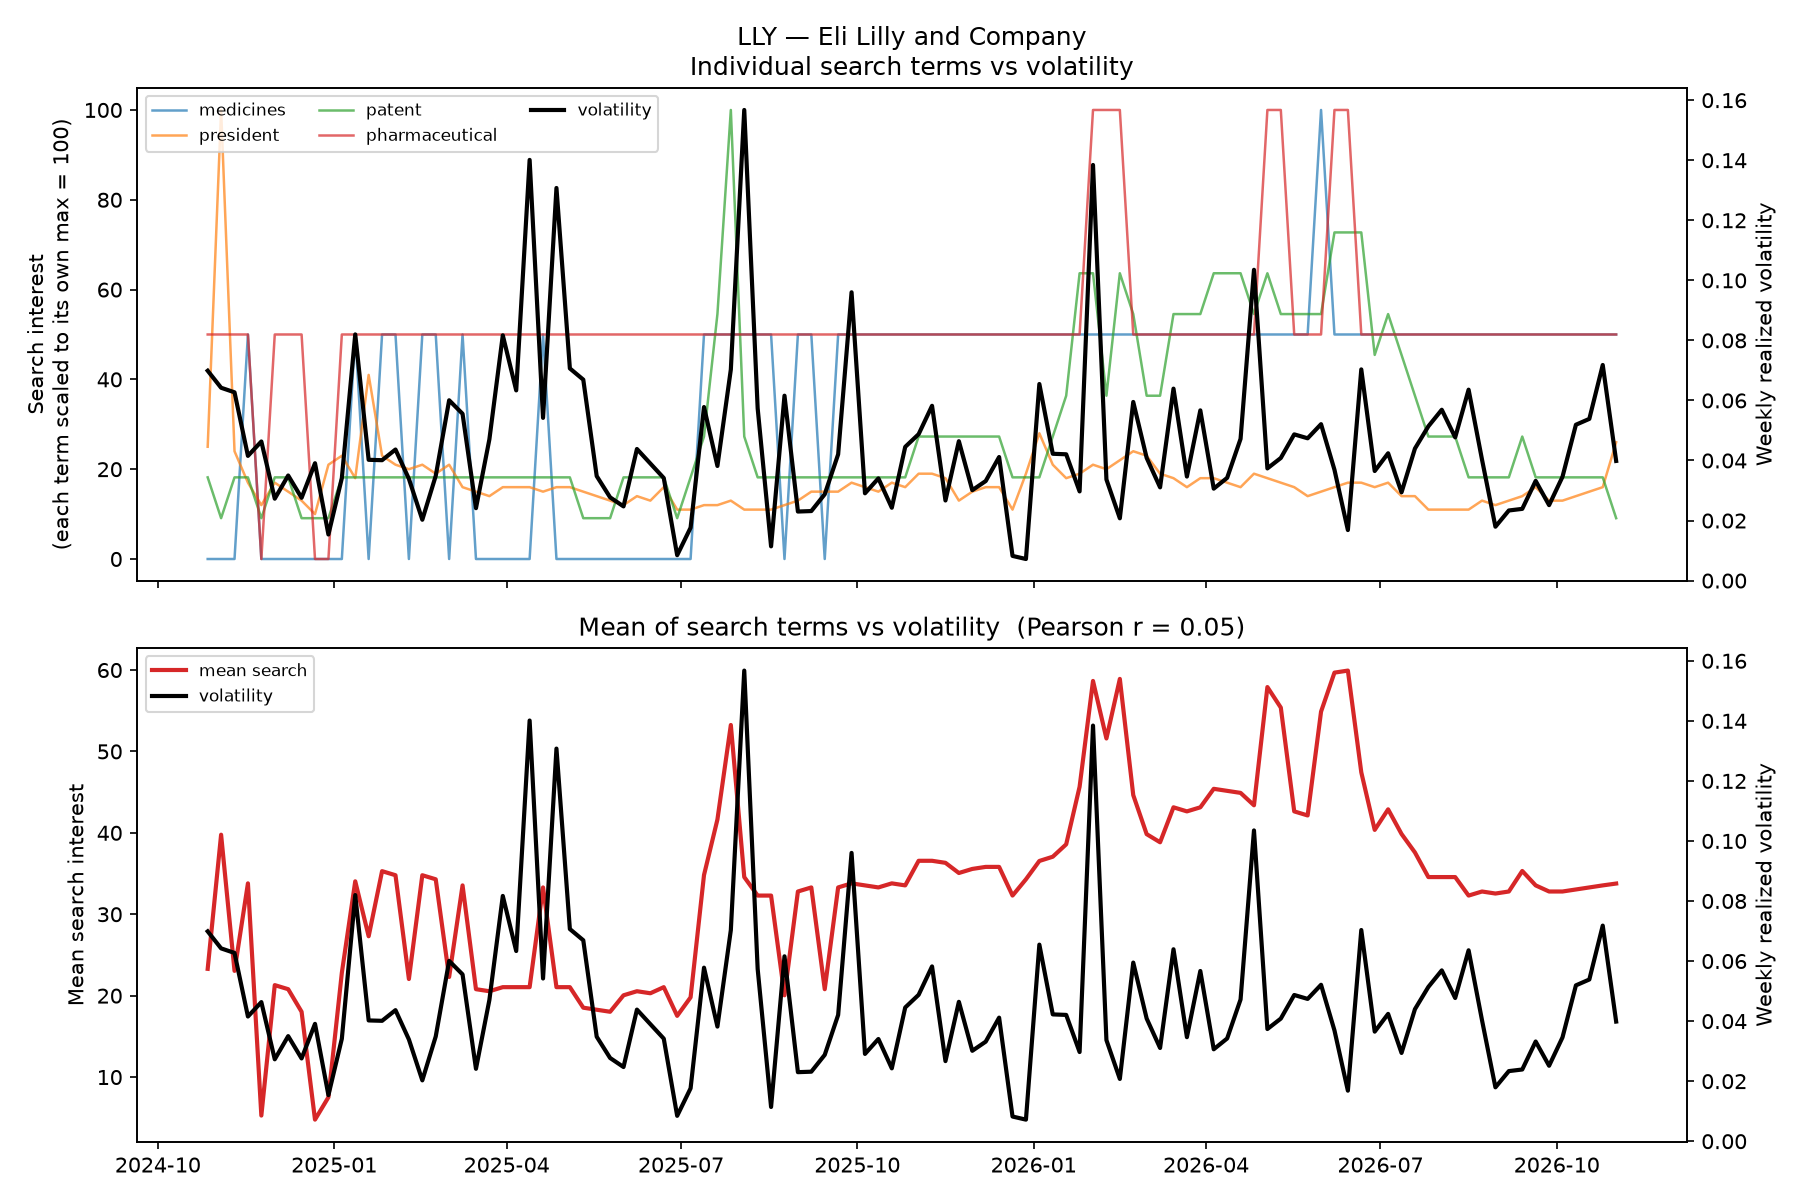 LLY — Eli Lilly and Company
Individual search terms vs volatility
medicines
president
patent
pharmaceutical
volatility
100
80
60
40
20
0
Search interest
(each term scaled to its own max = 100)
0.16
0.14
0.12
0.10
0.08
0.06
0.04
0.02
0.00
Weekly realized volatility
Mean of search terms vs volatility  (Pearson r = 0.05)
mean search
volatility
60
50
40
30
20
10
Mean search interest
0.16
0.14
0.12
0.10
0.08
0.06
0.04
0.02
0.00
Weekly realized volatility
2024-10 2025-01 2025-04 2025-07 2025-10 2026-01 2026-04 2026-07 2026-10